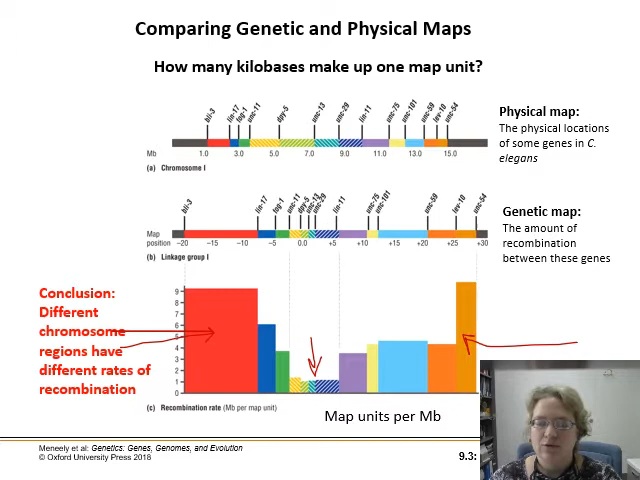 Comparing Genetic and Physical Maps
How many kilobases make up one map unit?
bli-3 lin-17 fog-1 unc-11 dpy-5 unc-13 unc-29 lin-11 unc-75 unc-101 unc-59 lev-10 unc-54
Mb 1.0 3.0 5.0 7.0 9.0 11.0 13.0 15.0
(a) Chromosome I
Physical map:
The physical locations
of some genes in C.
elegans
bli-3 lin-17 fog-1 unc-11 dpy-5 unc-13 unc-29 lin-11 unc-75 unc-101 unc-59 lev-10 unc-54
Map
position −20 −15 −10 −5 0.0 +5 +10 +15 +20 +25 +30
(b) Linkage group I
Genetic map:
The amount of
recombination
between these genes
Conclusion:
Different
chromosome
regions have
different rates of
recombination
9
8
7
6
5
4
3
2
1
0
(c) Recombination rate (Mb per map unit)
Map units per Mb
Meneely et al: Genetics: Genes, Genomes, and Evolution
© Oxford University Press 2018
9.3: